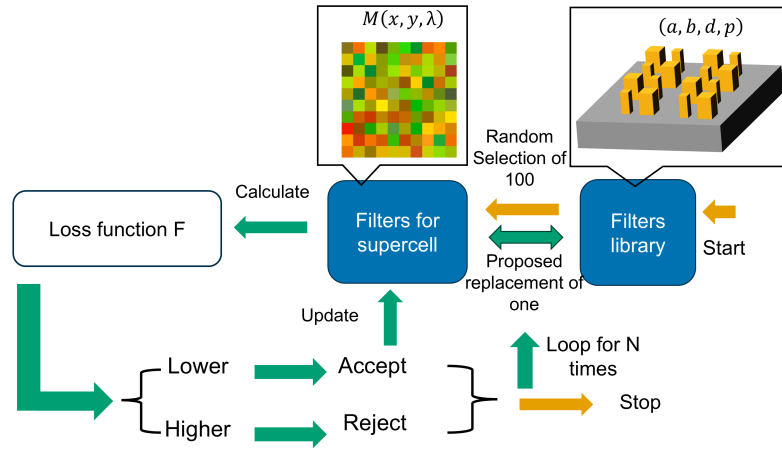 M(x, y, λ)
(a, b, d, p)
Random
Selection of
100
Calculate
Loss function F
Filters for
supercell
Filters
library
Start
Proposed
replacement of
one
Update
Loop for N
times
Lower
Accept
Stop
Higher
Reject